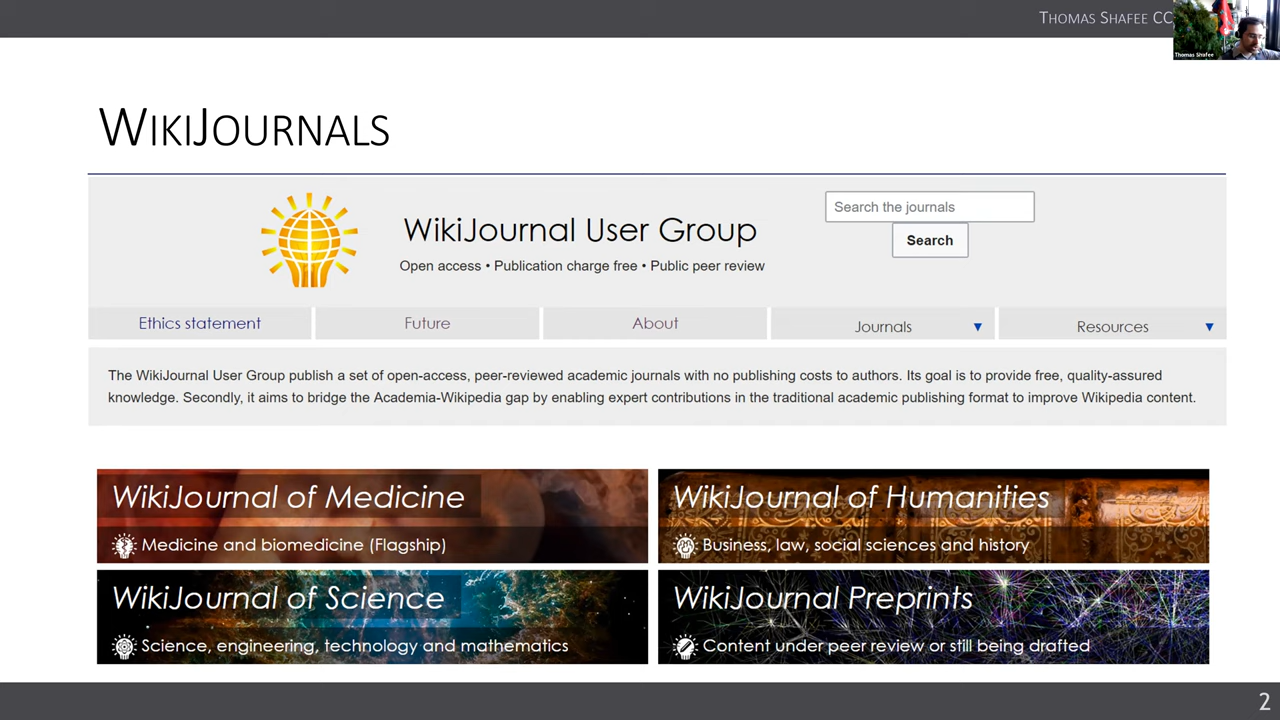 THOMAS SHAFEE CC
Thomas Shafee
WIKIJOURNALS
WikiJournal User Group
Open access • Publication charge free • Public peer review
Search the journals
Search
Ethics statement
Future
About
Journals
Resources
The WikiJournal User Group publish a set of open-access, peer-reviewed academic journals with no publishing costs to authors. Its goal is to provide free, quality-assured
knowledge. Secondly, it aims to bridge the Academia-Wikipedia gap by enabling expert contributions in the traditional academic publishing format to improve Wikipedia content.
WikiJournal of Medicine
Medicine and biomedicine (Flagship)
WikiJournal of Humanities
Business, law, social sciences and history
WikiJournal of Science
Science, engineering, technology and mathematics
WikiJournal Preprints
Content under peer review or still being drafted
2